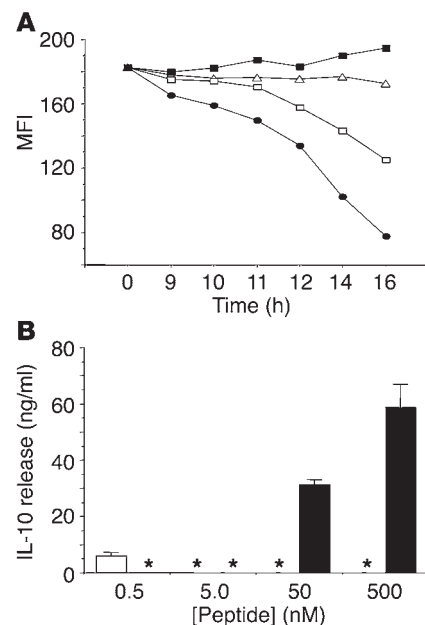 A
200
160
120
80
MFI
0 9 10 11 12 14 16
Time (h)
B
80
60
40
20
0
IL-10 release (ng/ml)
* * * * *
0.5 5.0 50 500
[Peptide] (nM)